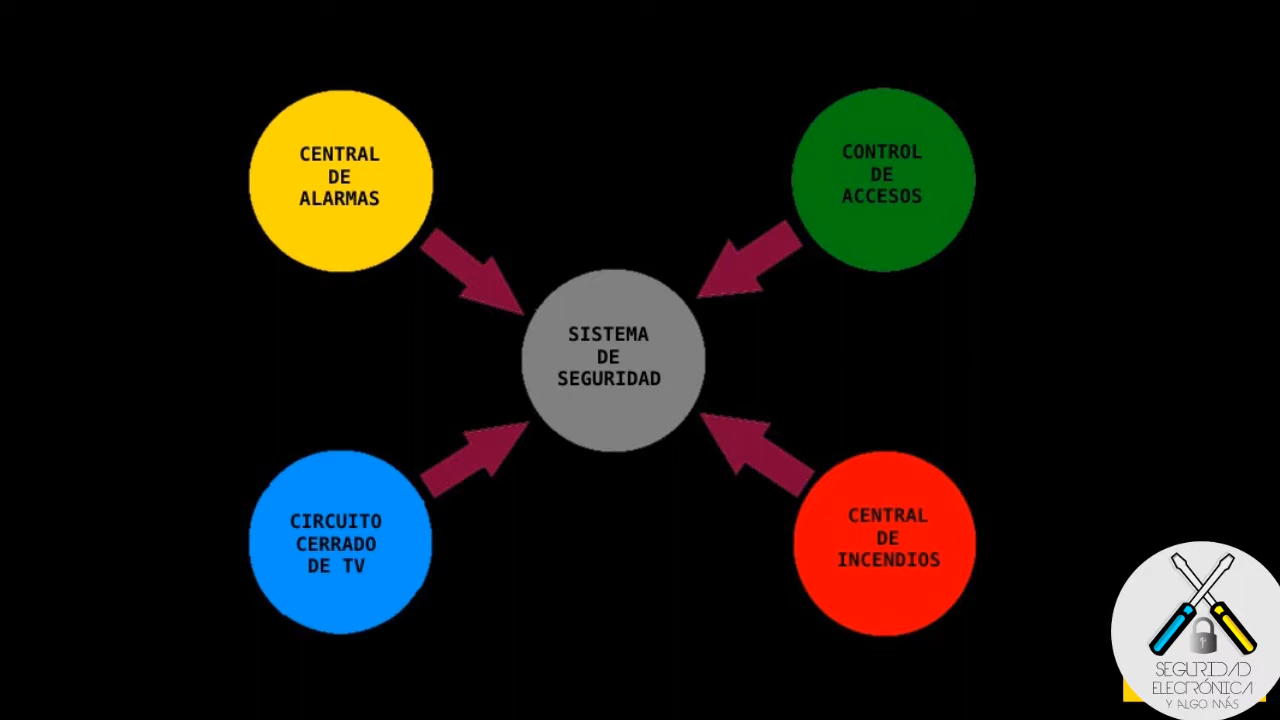 CENTRAL
DE
ALARMAS
CONTROL
DE
ACCESOS
SISTEMA
DE
SEGURIDAD
CIRCUITO
CERRADO
DE TV
CENTRAL
DE
INCENDIOS
SEGURIDAD
ELECTRÓNICA
Y ALGO MÁS